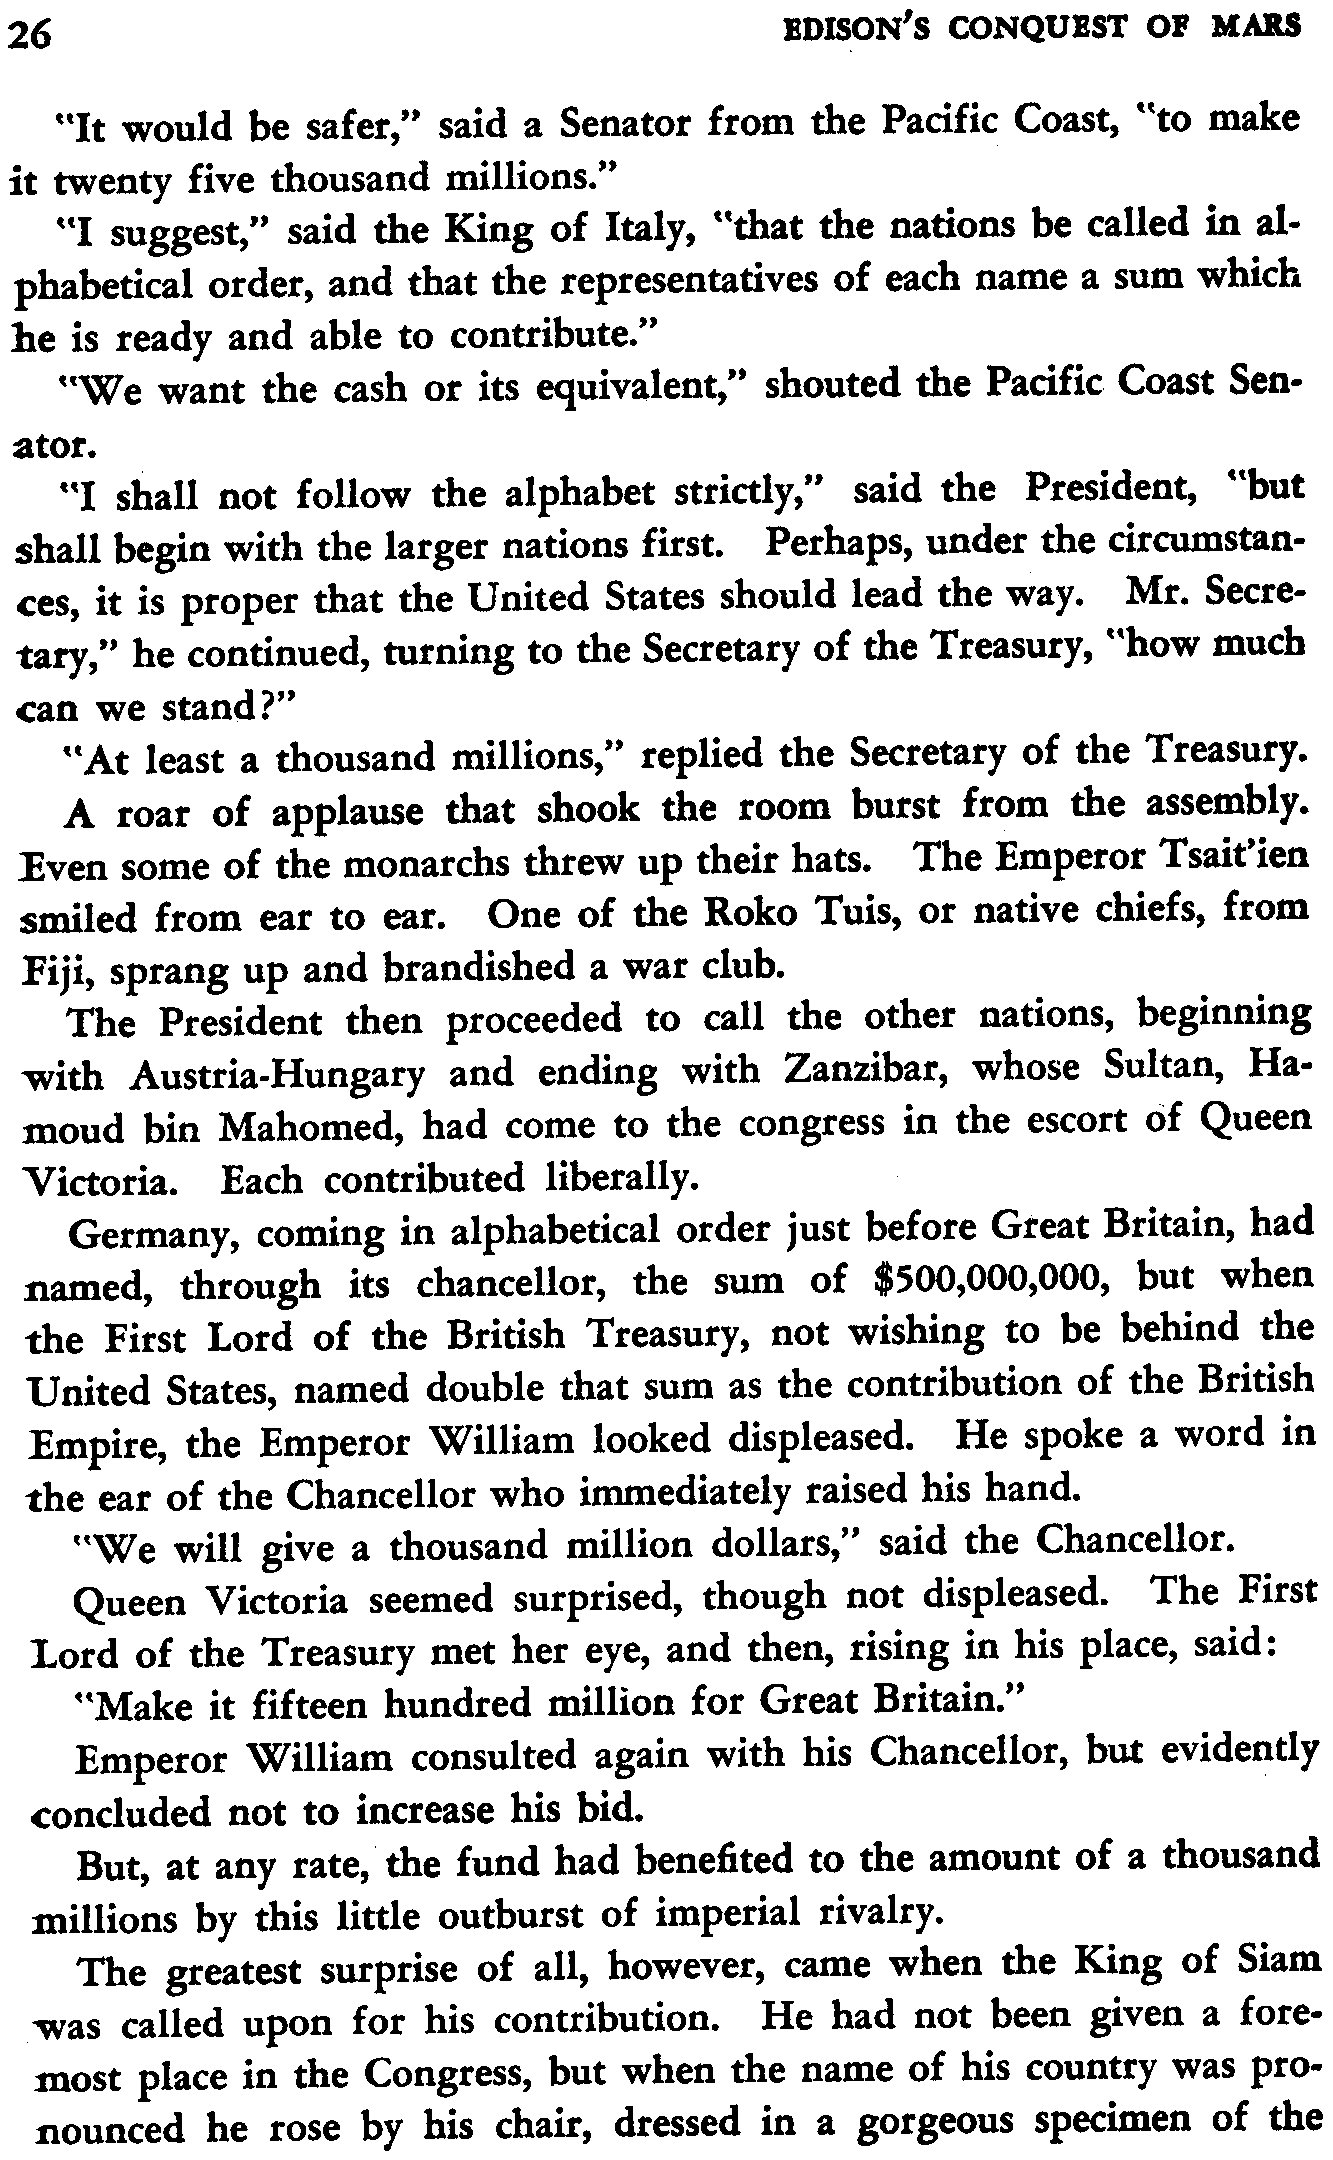 26 EDISON'S CONQUEST OF MARS
"It would be safer," said a Senator from the Pacific Coast, "to make
it twenty five thousand millions."
"I suggest," said the King of Italy, "that the nations be called in al-
phabetical order, and that the representatives of each name a sum which
he is ready and able to contribute."
"We want the cash or its equivalent," shouted the Pacific Coast Sen-
ator.
"I shall not follow the alphabet strictly," said the President, "but
shall begin with the larger nations first. Perhaps, under the circumstan-
ces, it is proper that the United States should lead the way. Mr. Secre-
tary," he continued, turning to the Secretary of the Treasury, "how much
can we stand?"
"At least a thousand millions," replied the Secretary of the Treasury.
A roar of applause that shook the room burst from the assembly.
Even some of the monarchs threw up their hats. The Emperor Tsait'ien
smiled from ear to ear. One of the Roko Tuis, or native chiefs, from
Fiji, sprang up and brandished a war club.
The President then proceeded to call the other nations, beginning
with Austria-Hungary and ending with Zanzibar, whose Sultan, Ha-
moud bin Mahomed, had come to the congress in the escort of Queen
Victoria. Each contributed liberally.
Germany, coming in alphabetical order just before Great Britain, had
named, through its chancellor, the sum of $500,000,000, but when
the First Lord of the British Treasury, not wishing to be behind the
United States, named double that sum as the contribution of the British
Empire, the Emperor William looked displeased. He spoke a word in
the ear of the Chancellor who immediately raised his hand.
"We will give a thousand million dollars," said the Chancellor.
Queen Victoria seemed surprised, though not displeased. The First
Lord of the Treasury met her eye, and then, rising in his place, said:
"Make it fifteen hundred million for Great Britain."
Emperor William consulted again with his Chancellor, but evidently
concluded not to increase his bid.
But, at any rate, the fund had benefited to the amount of a thousand
millions by this little outburst of imperial rivalry.
The greatest surprise of all, however, came when the King of Siam
was called upon for his contribution. He had not been given a fore-
most place in the Congress, but when the name of his country was pro-
nounced he rose by his chair, dressed in a gorgeous specimen of the